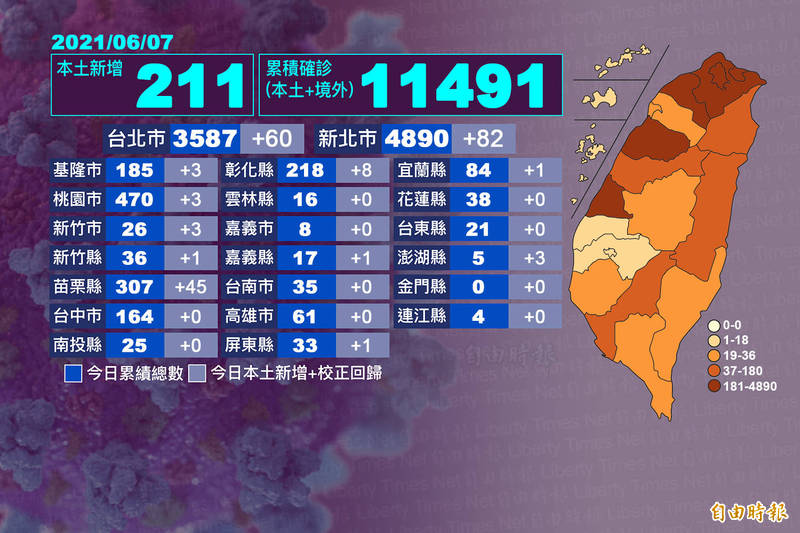 2021/06/07
本土新增 211
累積確診 (本土+境外) 11491
台北市 3587 +60 新北市 4890 +82
基隆市 185 +3 彰化縣 218 +8 宜蘭縣 84 +1
桃園市 470 +3 雲林縣 16 +0 花蓮縣 38 +0
新竹市 26 +3 嘉義市 8 +0 台東縣 21 +0
新竹縣 36 +1 嘉義縣 17 +1 澎湖縣 5 +3
苗栗縣 307 +45 台南市 35 +0 金門縣 0 +0
台中市 164 +0 高雄市 61 +0 連江縣 4 +0
南投縣 25 +0 屏東縣 33 +1
今日累績總數 今日本土新增+校正回歸
0-0
1-18
19-36
37-180
181-4890
自由時報
自由時報